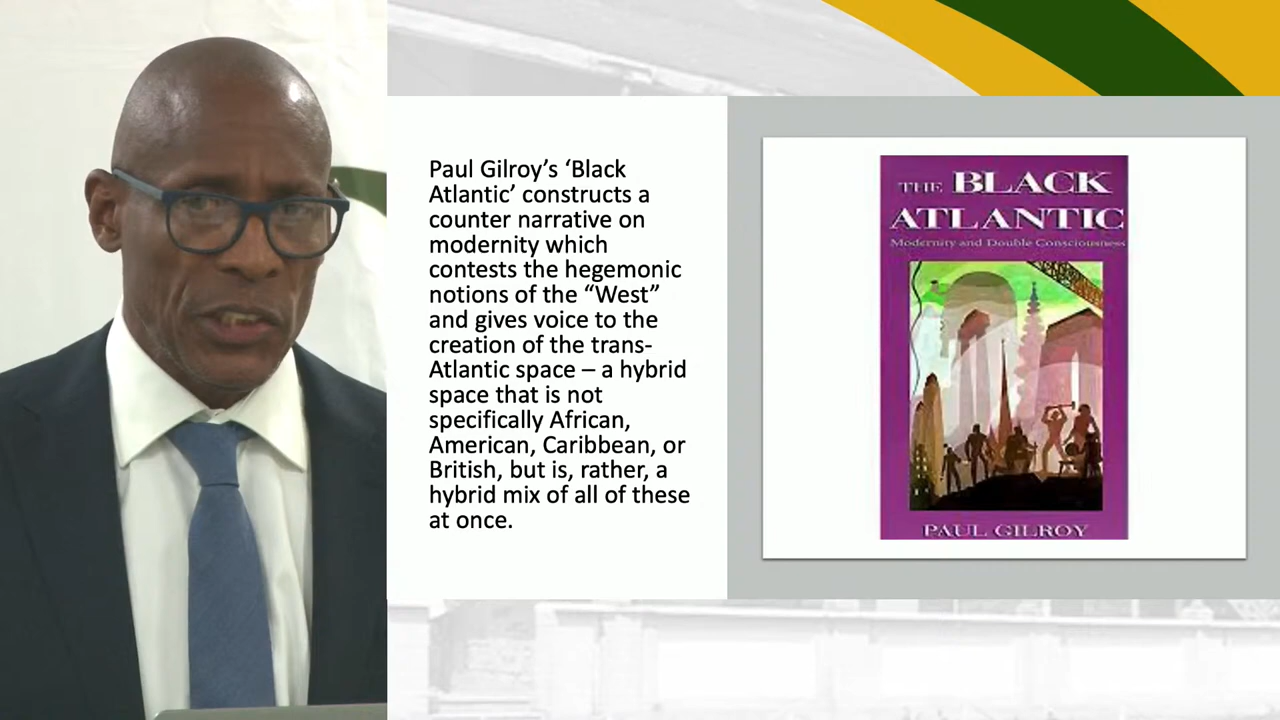 Paul Gilroy’s ‘Black
Atlantic’ constructs a
counter narrative on
modernity which
contests the hegemonic
notions of the “West”
and gives voice to the
creation of the trans-
Atlantic space – a hybrid
space that is not
specifically African,
American, Caribbean, or
British, but is, rather, a
hybrid mix of all of these
at once.
THE BLACK
ATLANTIC
Modernity and Double Consciousness
PAUL GILROY